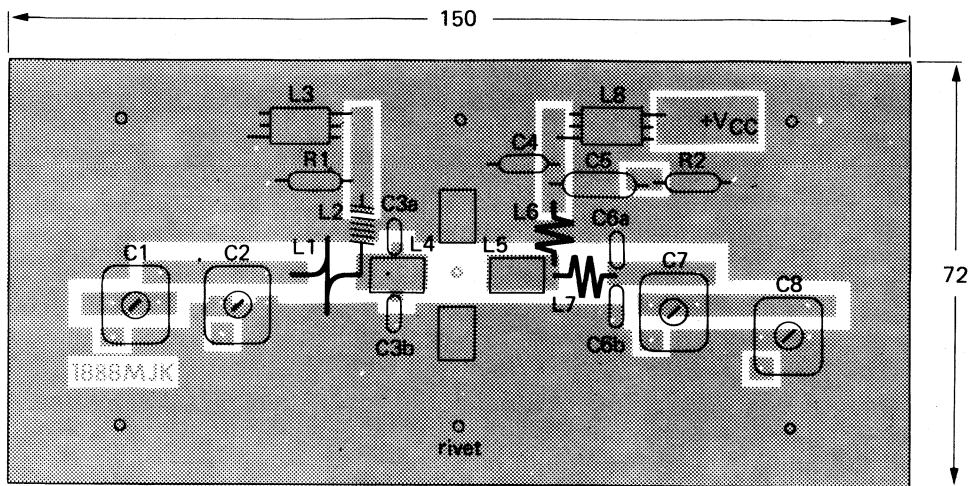 150
L3
L8
+VCC
R1
C4
C5
R2
L2
C3a
L6
C6a
C1
C2
L1
L4
L5
C7
L7
C8
72
C3b
C6b
1888MJK
rivet